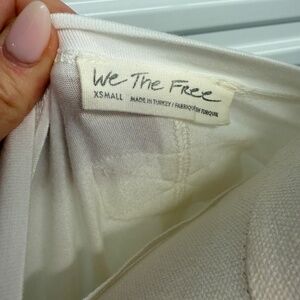 We The Free
XSMALL MADE IN TURKEY / FABRIQUÉ EN TURQUIE